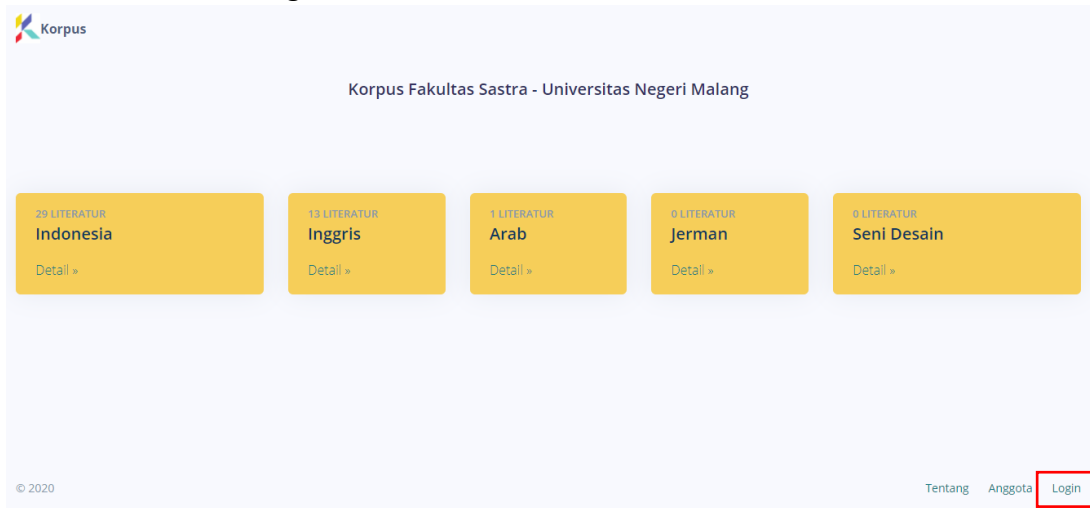 Korpus
Korpus Fakultas Sastra - Universitas Negeri Malang
29 LITERATUR
Indonesia
Detail »
13 LITERATUR
Inggris
Detail »
1 LITERATUR
Arab
Detail »
0 LITERATUR
Jerman
Detail »
0 LITERATUR
Seni Desain
Detail »
© 2020
Tentang Anggota Login